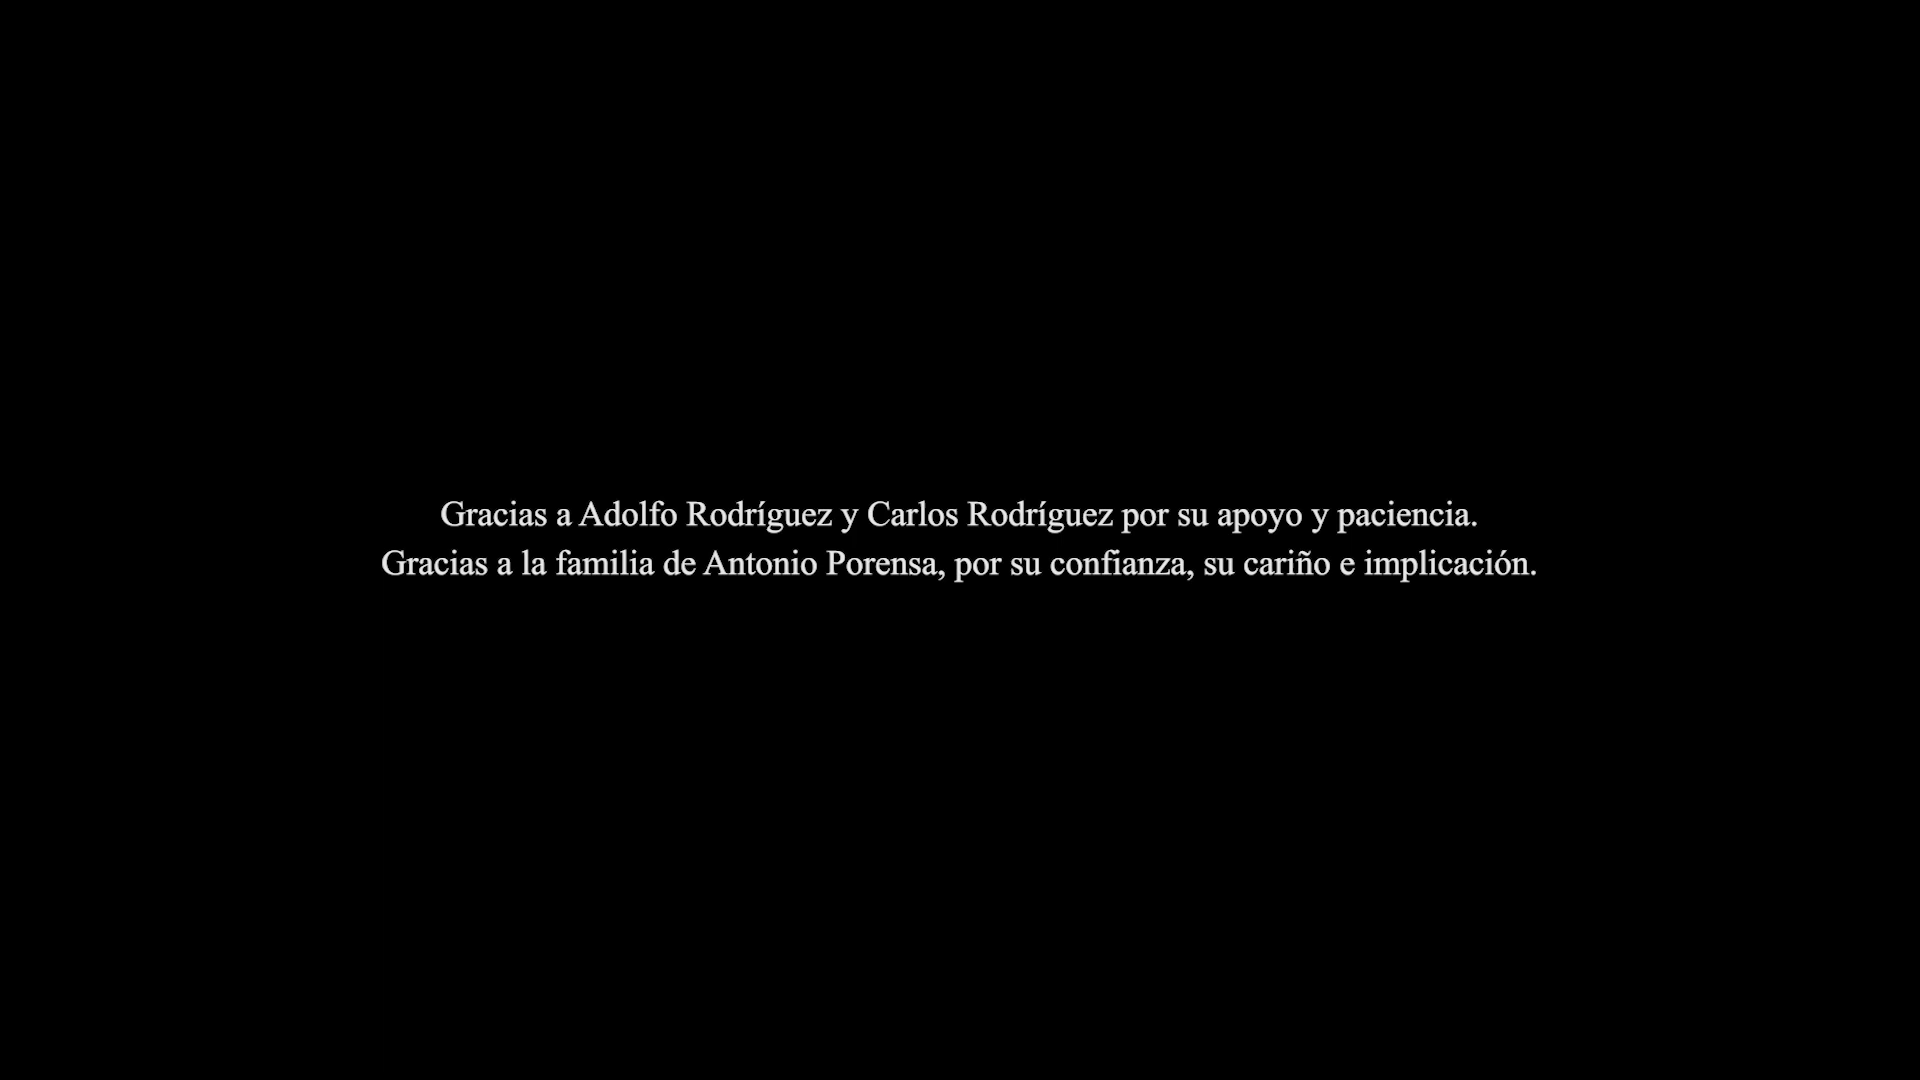 Gracias a Adolfo Rodríguez y Carlos Rodríguez por su apoyo y paciencia.
Gracias a la familia de Antonio Porensa, por su confianza, su cariño e implicación.